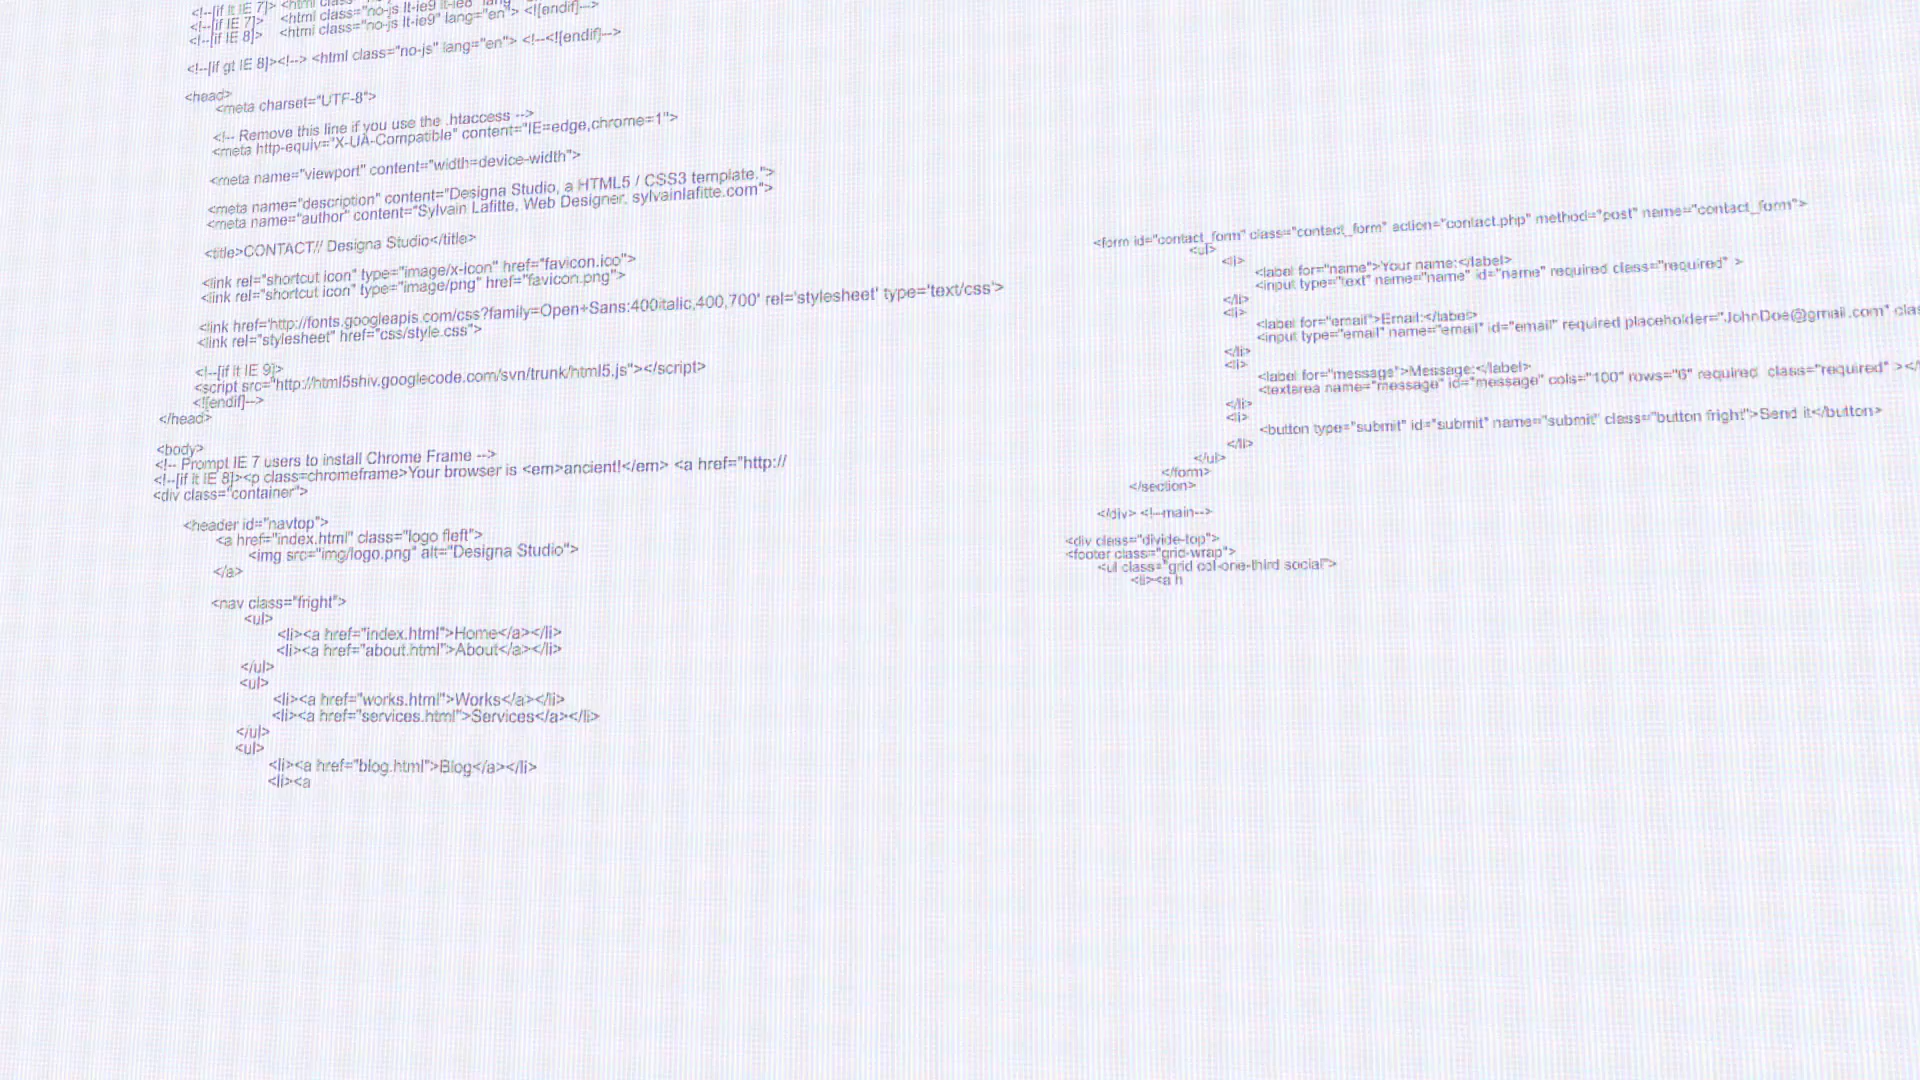 <!--[if lt IE 7]> <html class="no-js lt-ie9 lt-ie8 lang
<!--[if IE 7]> <html class="no-js lt-ie9 lt-ie8" lang="en"> <![endif]-->
<!--[if IE 8]> <html class="no-js lt-ie9" lang="en"> <![endif]-->
<!--[if gt IE 8]><!--> <html class="no-js" lang="en"> <!--<![endif]-->
<head>
<meta charset="UTF-8">
<!-- Remove this line if you use the .htaccess -->
<meta http-equiv="X-UA-Compatible" content="IE=edge,chrome=1">
<meta name="viewport" content="width=device-width">
<meta name="description" content="Designa Studio, a HTML5 / CSS3 template.">
<meta name="author" content="Sylvain Lafitte, Web Designer, sylvainlafitte.com">
<title>CONTACT// Designa Studio</title>
<link rel="shortcut icon" type="image/x-icon" href="favicon.ico">
<link rel="shortcut icon" type="image/png" href="favicon.png">
<link href='http://fonts.googleapis.com/css?family=Open+Sans:400italic,400,700' rel='stylesheet' type='text/css'>
<link rel="stylesheet" href="css/style.css">
<!--[if lt IE 9]>
<script src="http://html5shiv.googlecode.com/svn/trunk/html5.js"></script>
<![endif]-->
</head>
<body>
<!-- Prompt IE 7 users to install Chrome Frame -->
<!--[if lt IE 8]><p class=chromeframe>Your browser is <em>ancient!</em> <a href="http://
<div class="container">
<header id="navtop">
<a href="index.html" class="logo fleft">
<img src="img/logo.png" alt="Designa Studio">
</a>
<nav class="fright">
<ul>
<li><a href="index.html">Home</a></li>
<li><a href="about.html">About</a></li>
</ul>
<ul>
<li><a href="works.html">Works</a></li>
<li><a href="services.html">Services</a></li>
</ul>
<ul>
<li><a href="blog.html">Blog</a></li>
<li><a
<form id="contact_form" class="contact_form" action="contact.php" method="post" name="contact_form">
<ul>
<li>
<label for="name">Your name:</label>
<input type="text" name="name" id="name" required class="required" >
</li>
<li>
<label for="email">Email:</label>
<input type="email" name="email" id="email" required placeholder="JohnDoe@gmail.com" clas
</li>
<li>
<label for="message">Message:</label>
<textarea name="message" id="message" cols="100" rows="6" required class="required" ></
</li>
<li>
<button type="submit" id="submit" name="submit" class="button fright">Send it</button>
</li>
</ul>
</form>
</section>
</div> <!--main-->
<div class="divide-top">
<footer class="grid-wrap">
<ul class="grid col-one-third social">
<li><a h